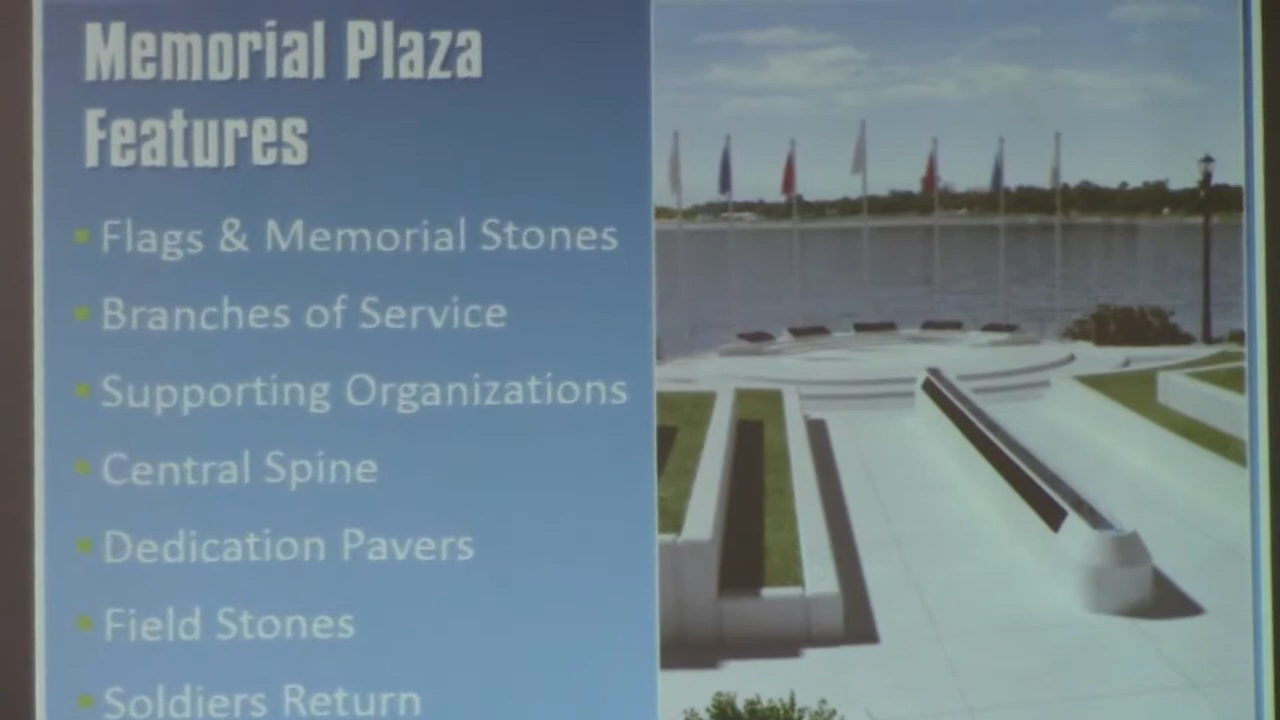 Memorial Plaza
Features
Flags & Memorial Stones
Branches of Service
Supporting Organizations
Central Spine
Dedication Pavers
Field Stones
Soldiers Return